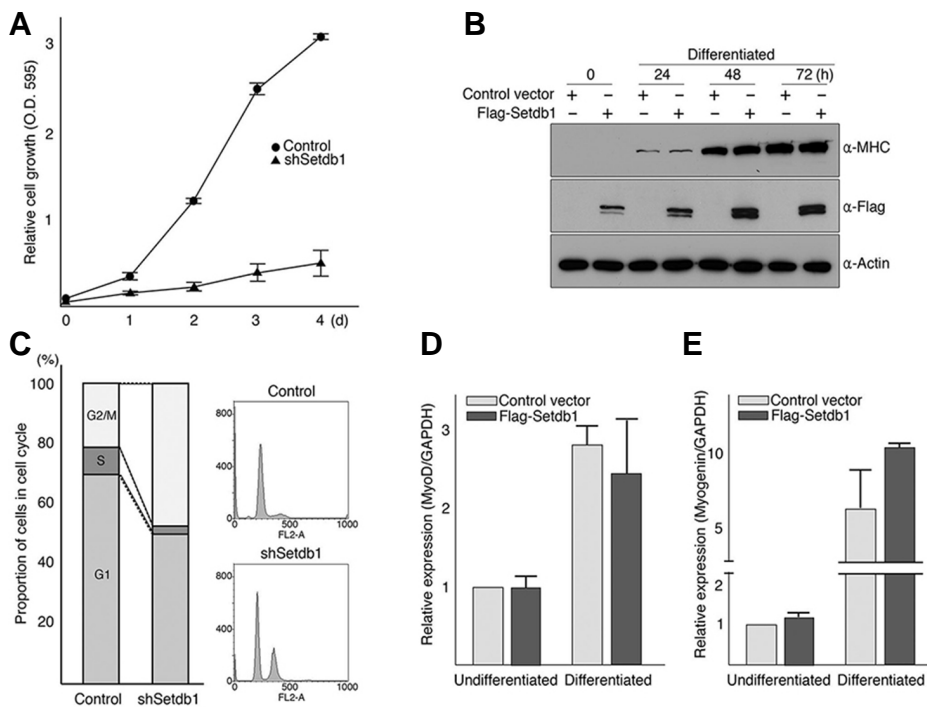 A
Relative cell growth (O.D. 595)
3
2
1
Control
shSetdb1
0 1 2 3 4 (d)
B
Differentiated
0 24 48 72 (h)
Control vector + − + − + − + −
Flag-Setdb1 − + − + − + − +
α-MHC
α-Flag
α-Actin
C
(%)
Proportion of cells in cell cycle
100
80
60
40
20
G2/M
S
G1
Control shSetdb1
Control
800
400
0
0 500 1000
FL2-A
shSetdb1
800
400
0
0 500 1000
FL2-A
D
Relative expression (MyoD/GAPDH)
Control vector
Flag-Setdb1
3
2
1
Undifferentiated Differentiated
E
Relative expression (Myogenin/GAPDH)
Control vector
Flag-Setdb1
10
5
2
1
Undifferentiated Differentiated